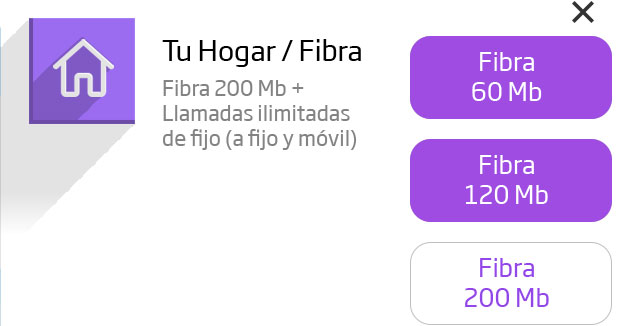 Tu Hogar / Fibra
Fibra 200 Mb +
Llamadas ilimitadas
de fijo (a fijo y móvil)
Fibra
60 Mb
Fibra
120 Mb
Fibra
200 Mb